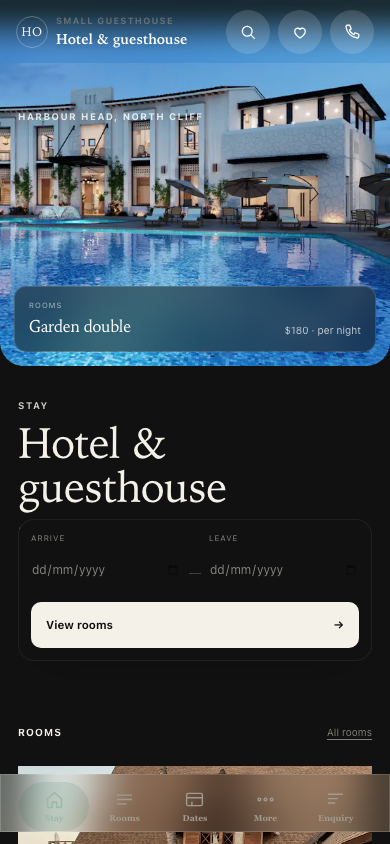 HO
SMALL GUESTHOUSE
Hotel & guesthouse
HARBOUR HEAD, NORTH CLIFF
ROOMS
Garden double
$180 · per night
STAY
Hotel &
guesthouse
ARRIVE
LEAVE
dd/mm/yyyy
dd/mm/yyyy
View rooms
ROOMS
All rooms
Stay
Rooms
Dates
More
Enquiry